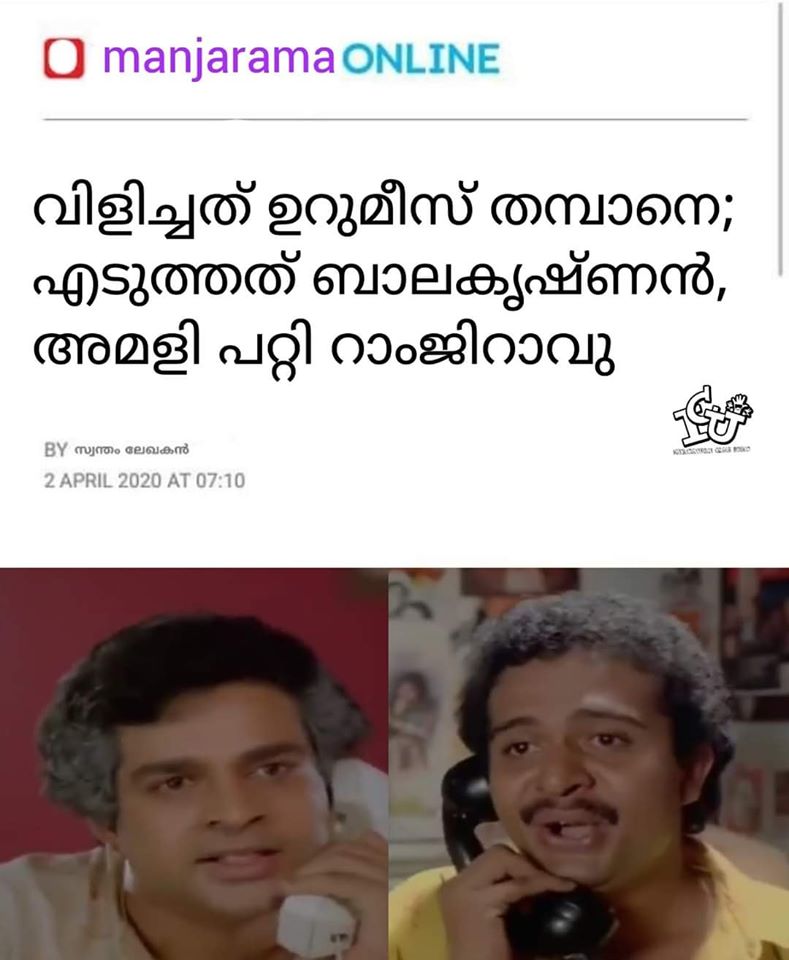 manjarama ONLINE
വിളിച്ചത് ഉറുമീസ് തമ്പാനെ;
എടുത്തത് ബാലകൃഷ്ണൻ,
അമളി പറ്റി റാംജിറാവു
BY സ്വന്തം ലേഖകൻ
2 APRIL 2020 AT 07:10
ICU